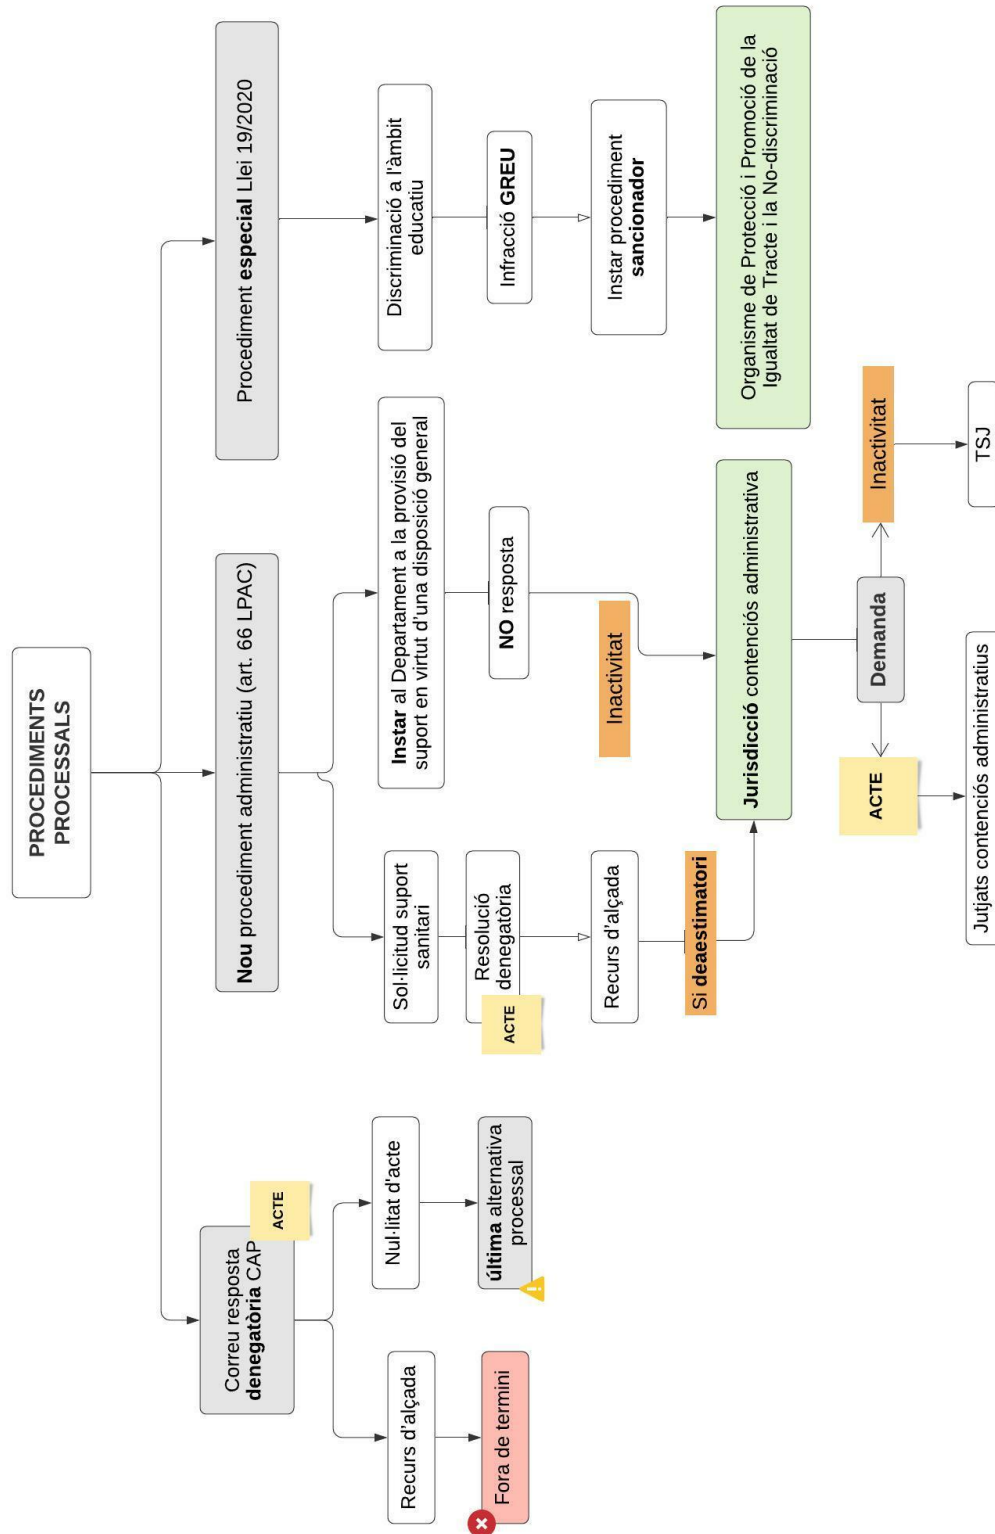 PROCEDIMENTS
PROCESSALS
Correu resposta
denegatòria CAP
ACTE
Recurs d'alçada
Fora de termini
Nul·litat d'acte
última alternativa
processal
Nou procediment administratiu (art. 66 LPAC)
Sol·licitud suport
sanitari
Resolució
denegatòria
ACTE
Recurs d'alçada
Si deaestimatori
Instar al Departament a la provisió del
suport en virtut d'una disposició general
NO resposta
Inactivitat
Jurisdicció contenciós administrativa
Demanda
ACTE
Jutjats contenciós administratius
Inactivitat
TSJ
Procediment especial Llei 19/2020
Discriminació a l'àmbit
educatiu
Infracció GREU
Instar procediment
sancionador
Organisme de Protecció i Promoció de la
Igualtat de Tracte i la No-discriminació